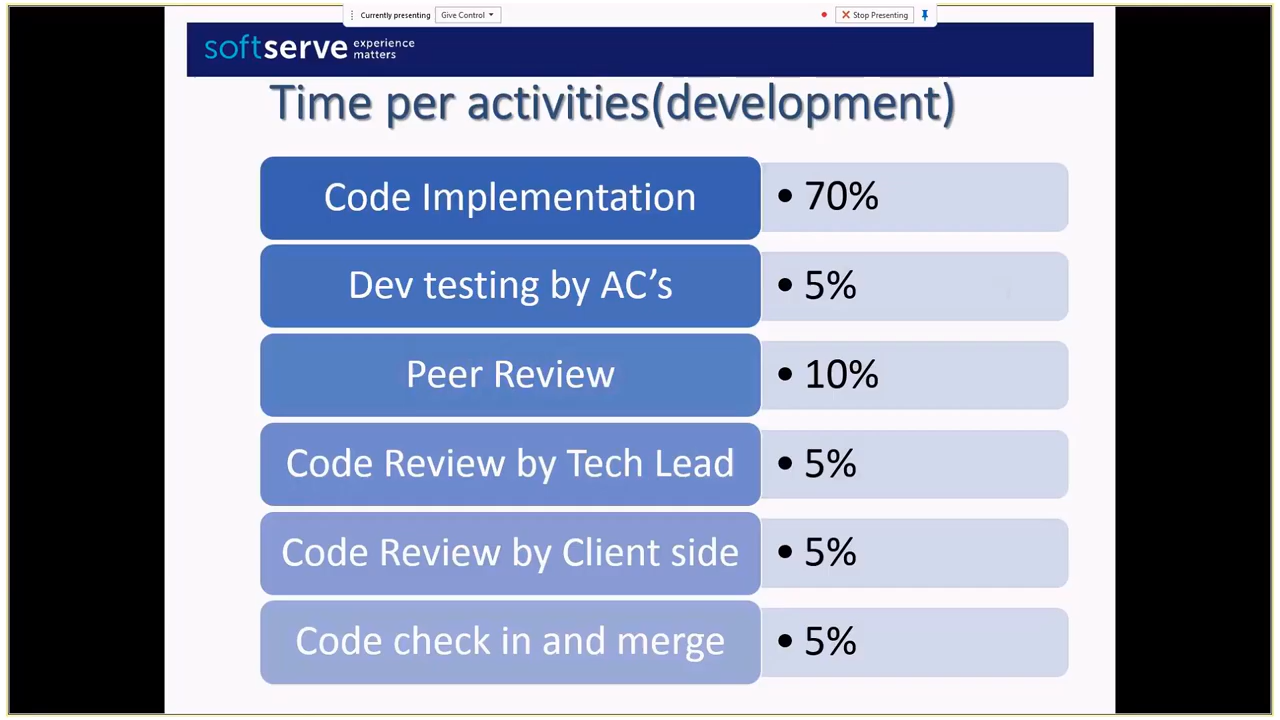 Currently presenting Give Control Stop Presenting
softserve experience
matters
Time per activities(development)
Code Implementation • 70%
Dev testing by AC’s • 5%
Peer Review • 10%
Code Review by Tech Lead • 5%
Code Review by Client side • 5%
Code check in and merge • 5%